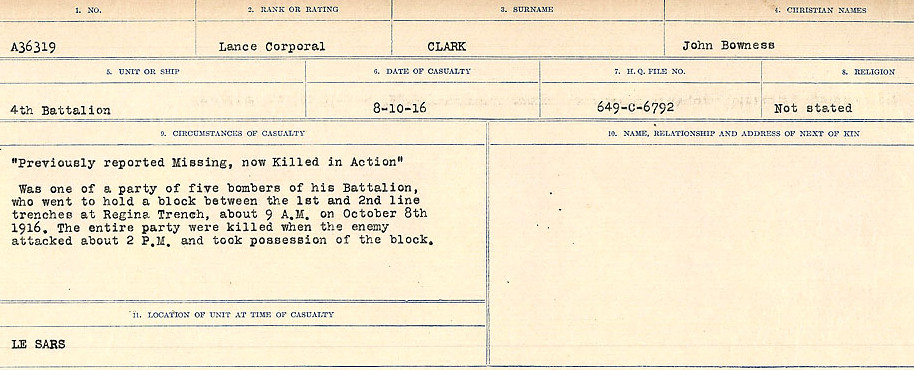 1. NO.
2. RANK OR RATING
3. SURNAME
4. CHRISTIAN NAMES
A36319
Lance Corporal
CLARK
John Bowness
5. UNIT OR SHIP
6. DATE OF CASUALTY
7. H. Q. FILE NO.
8. RELIGION
4th Battalion
8-10-16
649-C-6792
Not stated
9. CIRCUMSTANCES OF CASUALTY
"Previously reported Missing, now Killed in Action"
Was one of a party of five bombers of his Battalion,
who went to hold a block between the 1st and 2nd line
trenches at Regina Trench, about 9 A.M. on October 8th
1916. The entire party were killed when the enemy
attacked about 2 P.M. and took possession of the block.
10. NAME, RELATIONSHIP AND ADDRESS OF NEXT OF KIN
11. LOCATION OF UNIT AT TIME OF CASUALTY
LE SARS